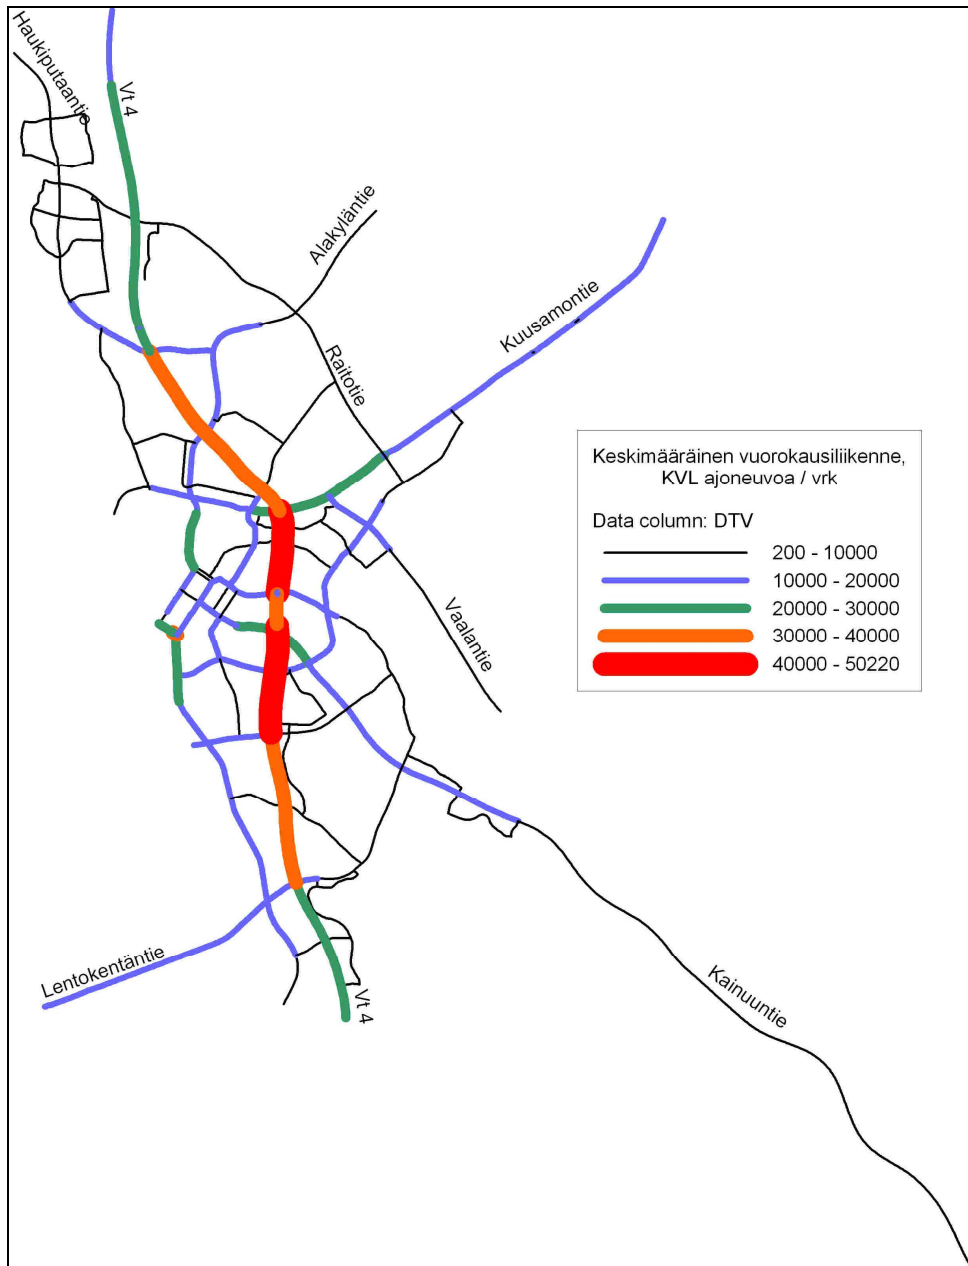 Haukiputaantie
Vt 4
Alakyläntie
Kuusamontie
Raitotie
Keskimääräinen vuorokausiliikenne,
KVL ajoneuvoa / vrk
Data column: DTV
200 - 10000
10000 - 20000
20000 - 30000
30000 - 40000
40000 - 50220
Vaalantie
Lentokentäntie
Vt 4
Kainuuntie